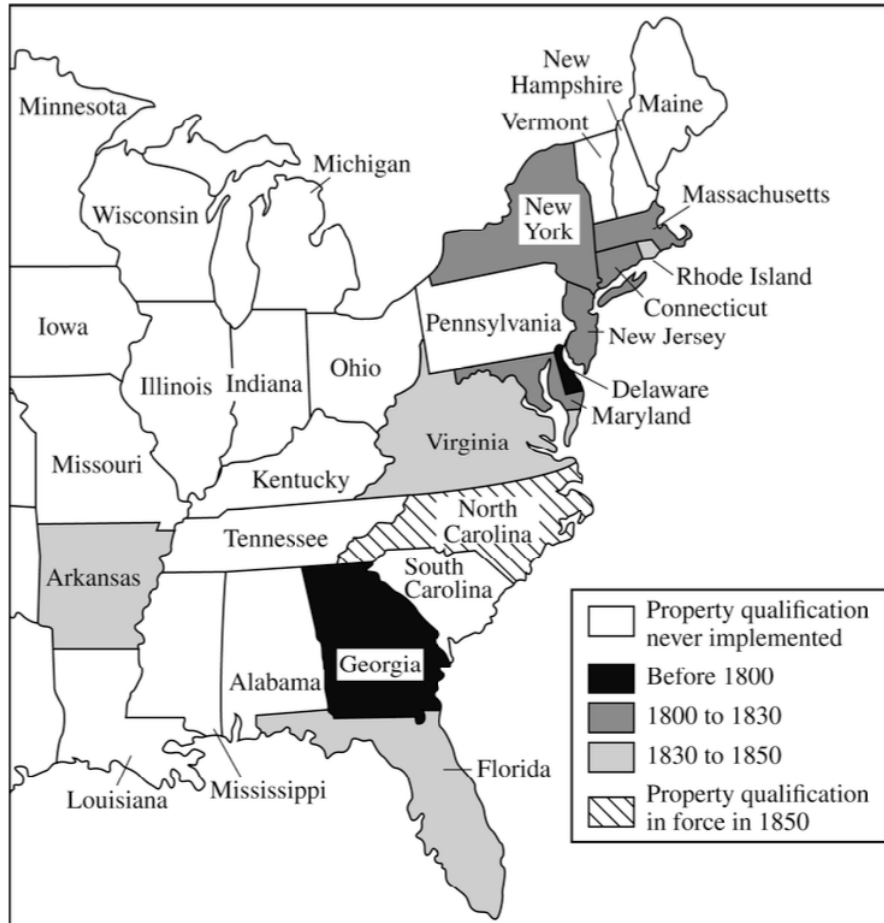 New
Hampshire
Maine
Vermont
Minnesota
Michigan
Massachusetts
Wisconsin
New
York
Rhode Island
Connecticut
Iowa
Pennsylvania
New Jersey
Ohio
Illinois
Indiana
Delaware
Maryland
Virginia
Missouri
Kentucky
North
Carolina
Tennessee
South
Carolina
Arkansas
Georgia
Alabama
Florida
Mississippi
Louisiana
Property qualification
never implemented
Before 1800
1800 to 1830
1830 to 1850
Property qualification
in force in 1850